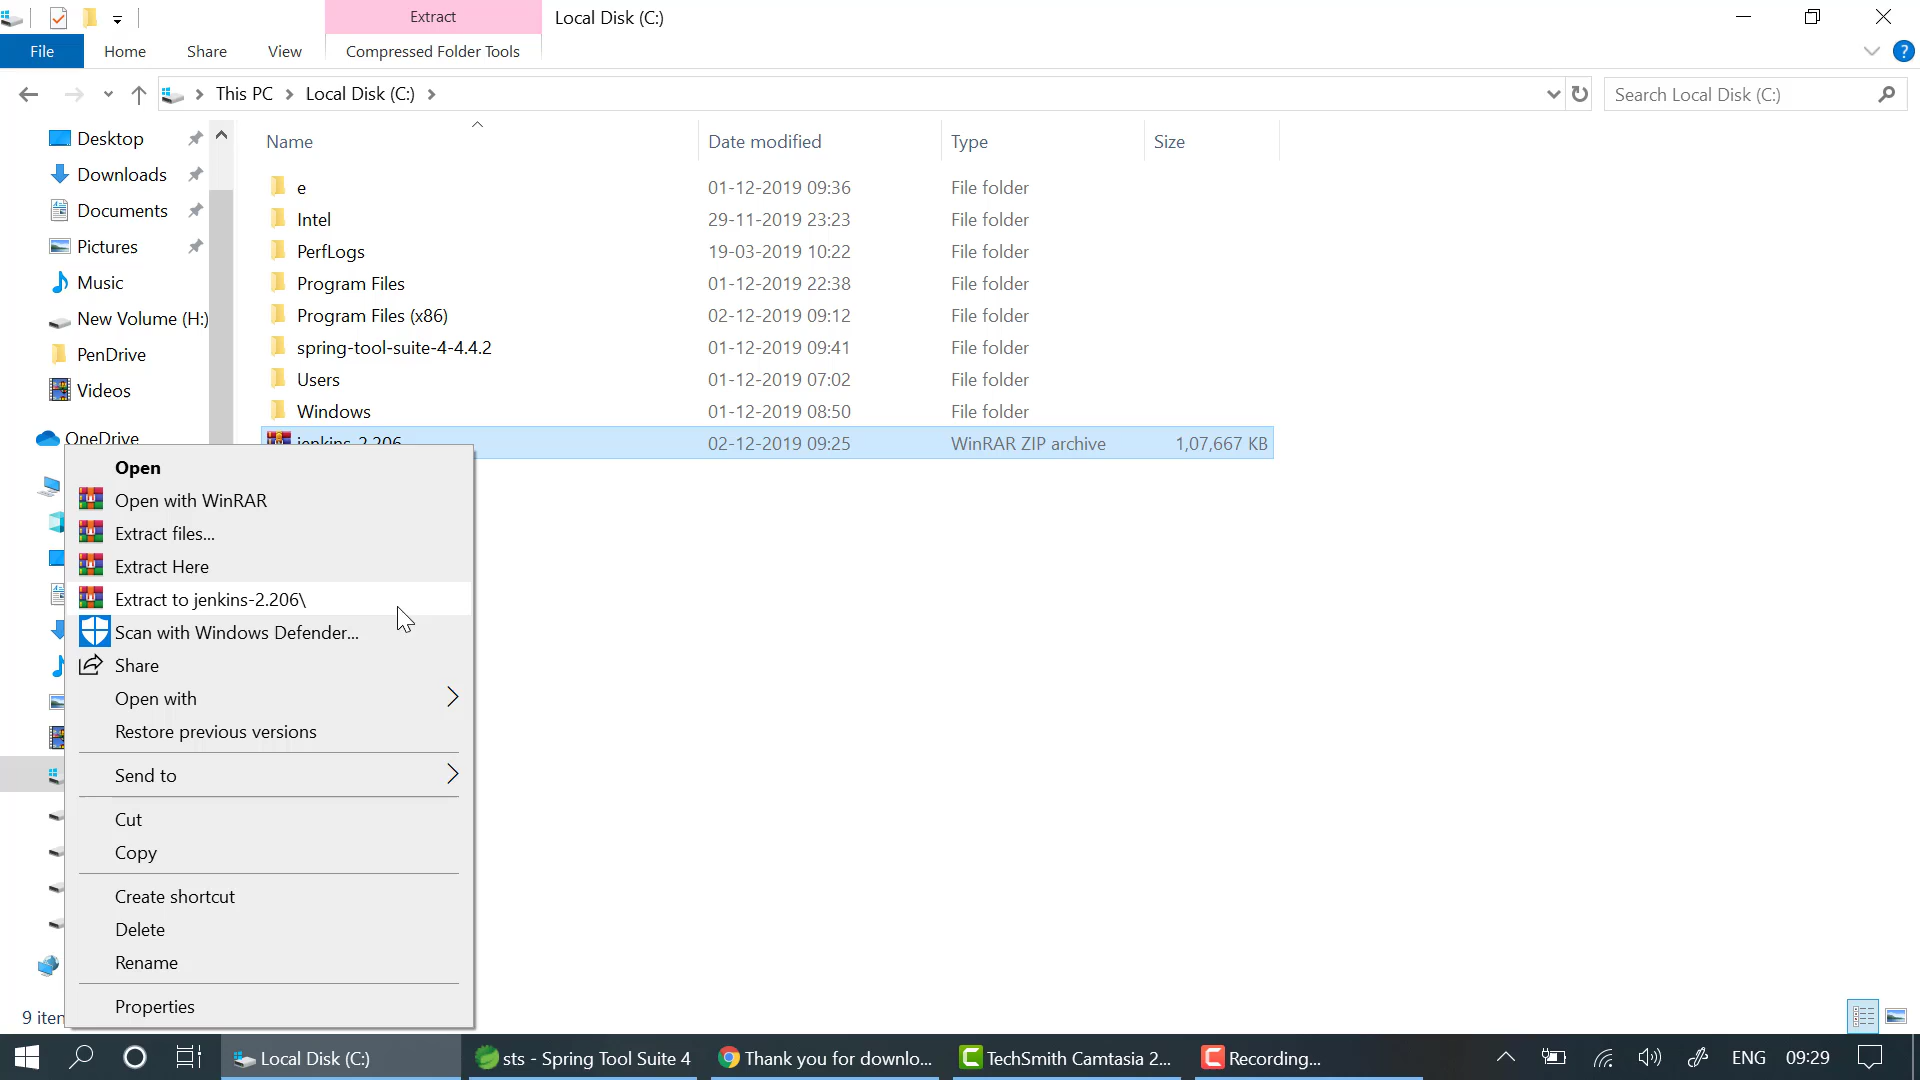 Extract
Local Disk (C:)
File
Home
Share
View
Compressed Folder Tools
?
This PC
Local Disk (C:)
Search Local Disk (C:)
Name
Date modified
Type
Size
Desktop
Downloads
Documents
Pictures
Music
New Volume (H:)
PenDrive
Videos
OneDrive
e 01-12-2019 09:36 File folder
Intel 29-11-2019 23:23 File folder
PerfLogs 19-03-2019 10:22 File folder
Program Files 01-12-2019 22:38 File folder
Program Files (x86) 02-12-2019 09:12 File folder
spring-tool-suite-4-4.4.2 01-12-2019 09:41 File folder
Users 01-12-2019 07:02 File folder
Windows 01-12-2019 08:50 File folder
jenkins-2.206 02-12-2019 09:25 WinRAR ZIP archive 1,07,667 KB
Open
Open with WinRAR
Extract files...
Extract Here
Extract to jenkins-2.206\
Scan with Windows Defender...
Share
Open with
Restore previous versions
Send to
Cut
Copy
Create shortcut
Delete
Rename
Properties
9 iten
Local Disk (C:)
sts - Spring Tool Suite 4
Thank you for downlo...
TechSmith Camtasia 2...
Recording...
ENG
09:29